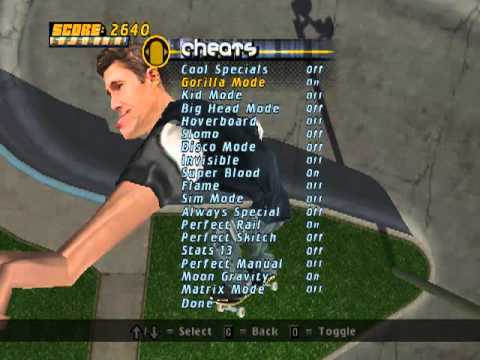 SCORE: 2640
CHEATS
Cool Specials Off
Gorilla Mode On
Kid Mode Off
Big Head Mode Off
Hoverboard Off
Slomo Off
Disco Mode Off
Invisible Off
Super Blood On
Flame Off
Sim Mode Off
Always Special Off
Perfect Rail On
Perfect Skitch Off
Stats 13 Off
Perfect Manual Off
Moon Gravity On
Matrix Mode Off
Done
↑/↓ = Select C = Back O = Toggle